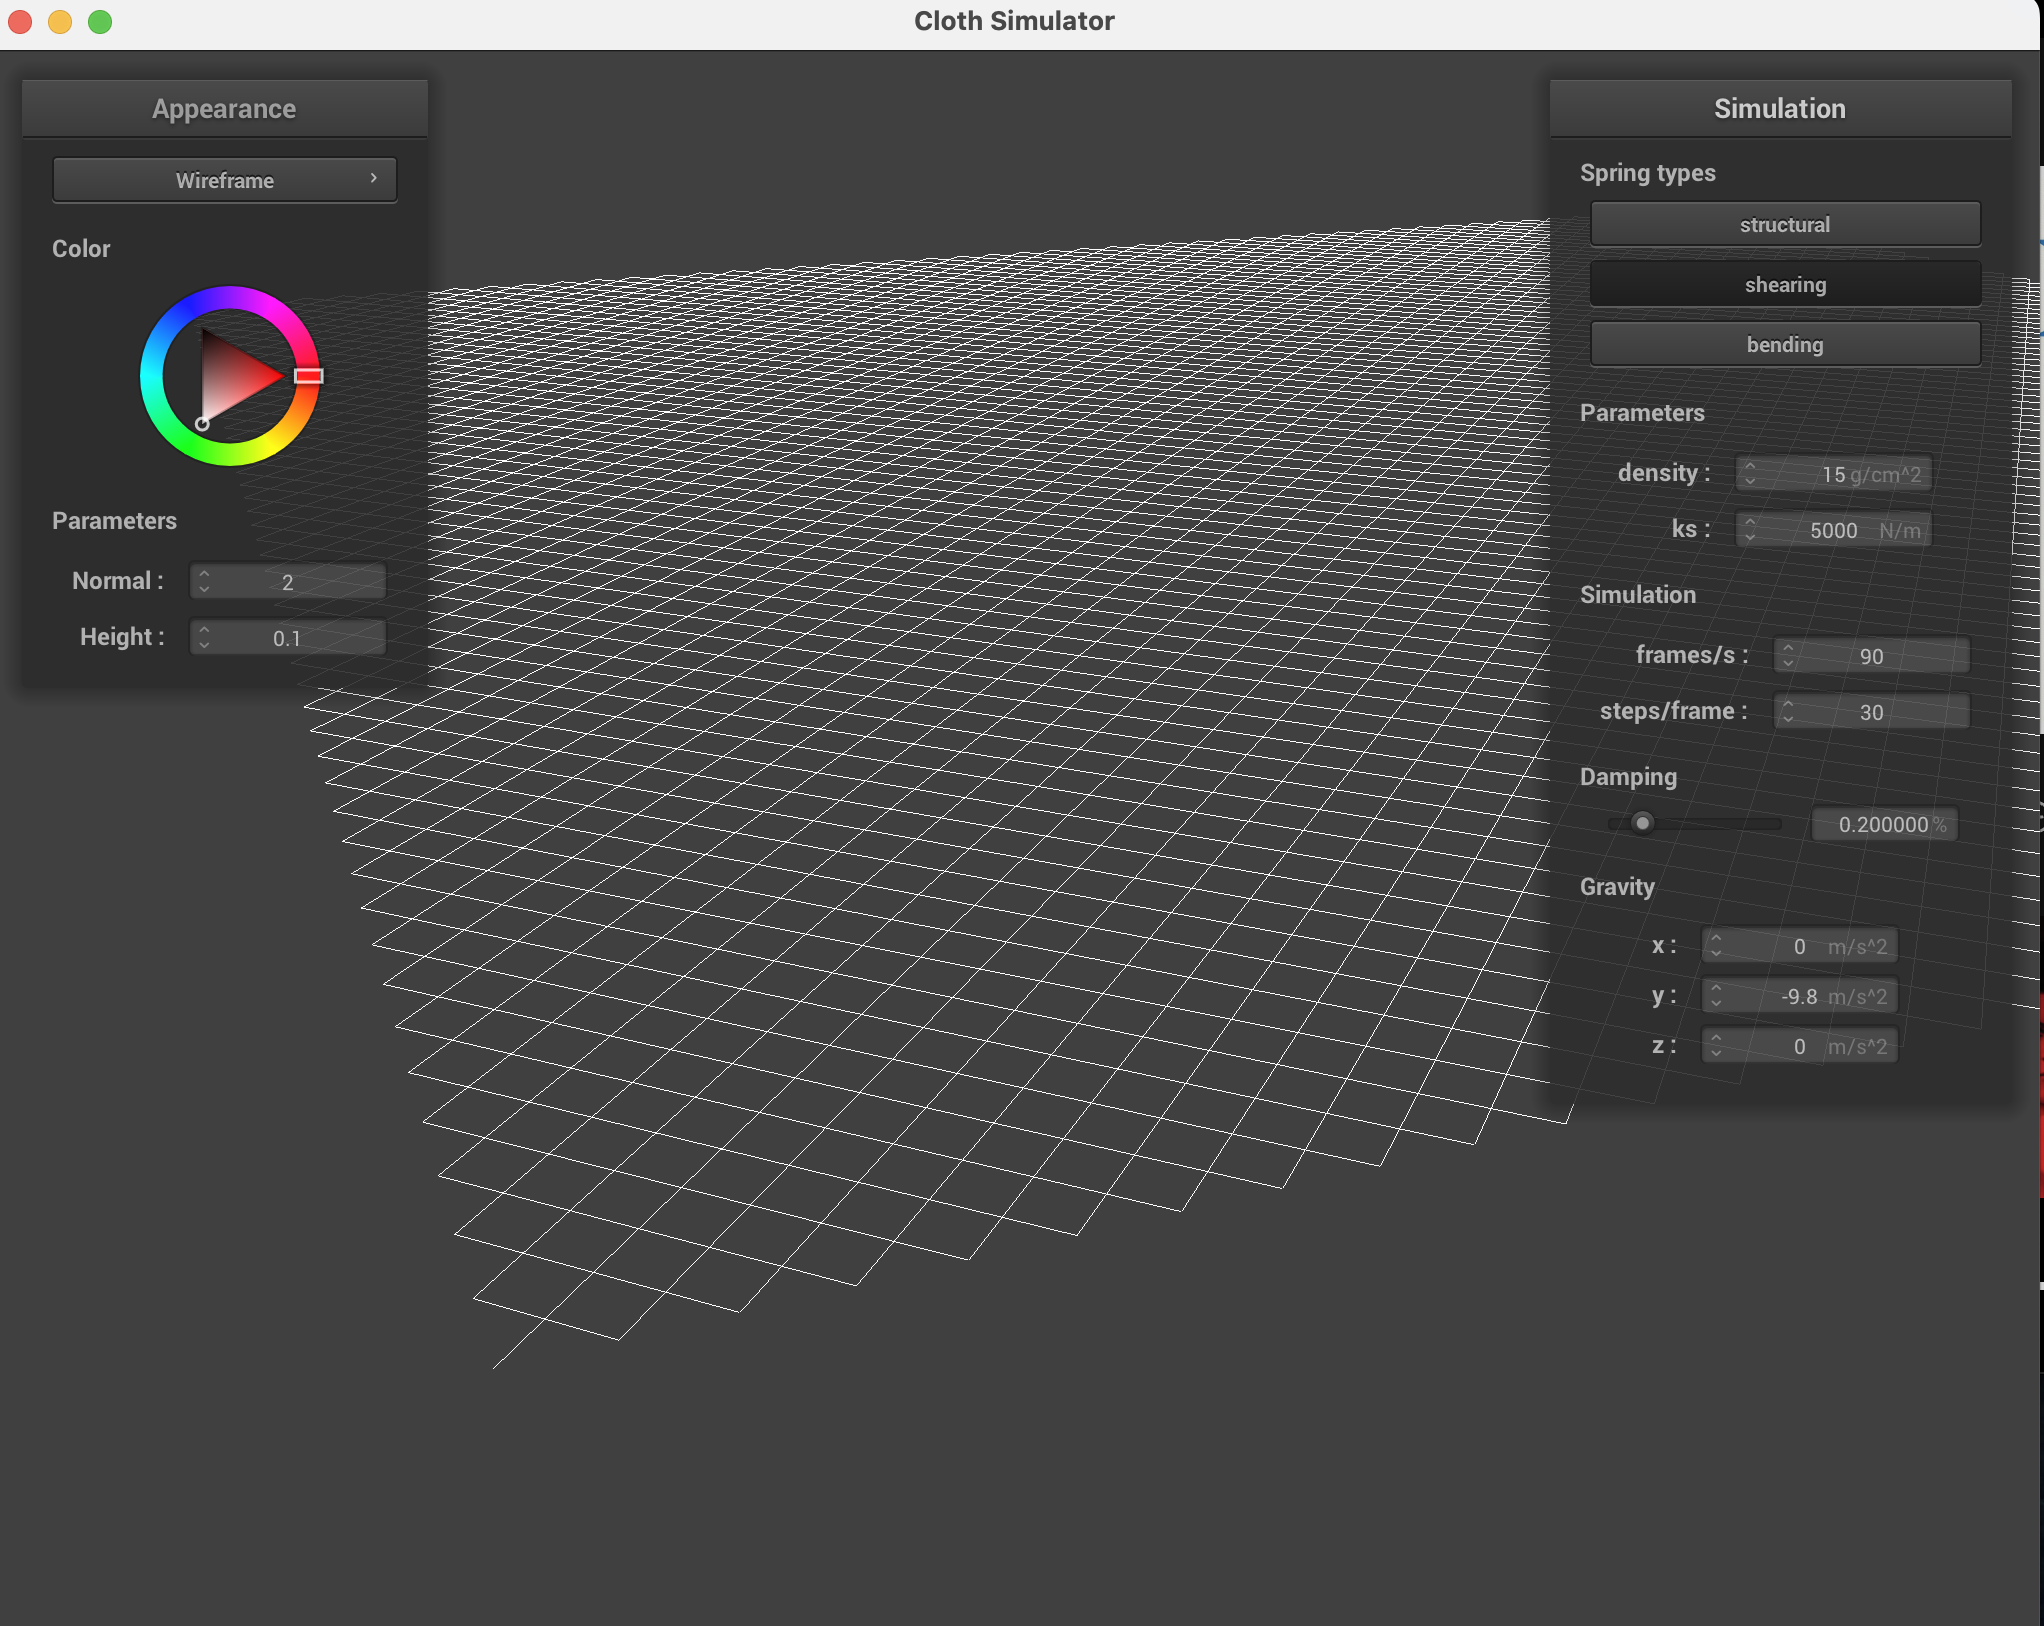 Cloth Simulator
Appearance
Wireframe
Color
Parameters
Normal : 2
Height : 0.1
Simulation
Spring types
structural
shearing
bending
Parameters
density : 15 g/cm^2
ks : 5000 N/m
Simulation
frames/s : 90
steps/frame : 30
Damping
0.200000 %
Gravity
x : 0 m/s^2
y : -9.8 m/s^2
z : 0 m/s^2